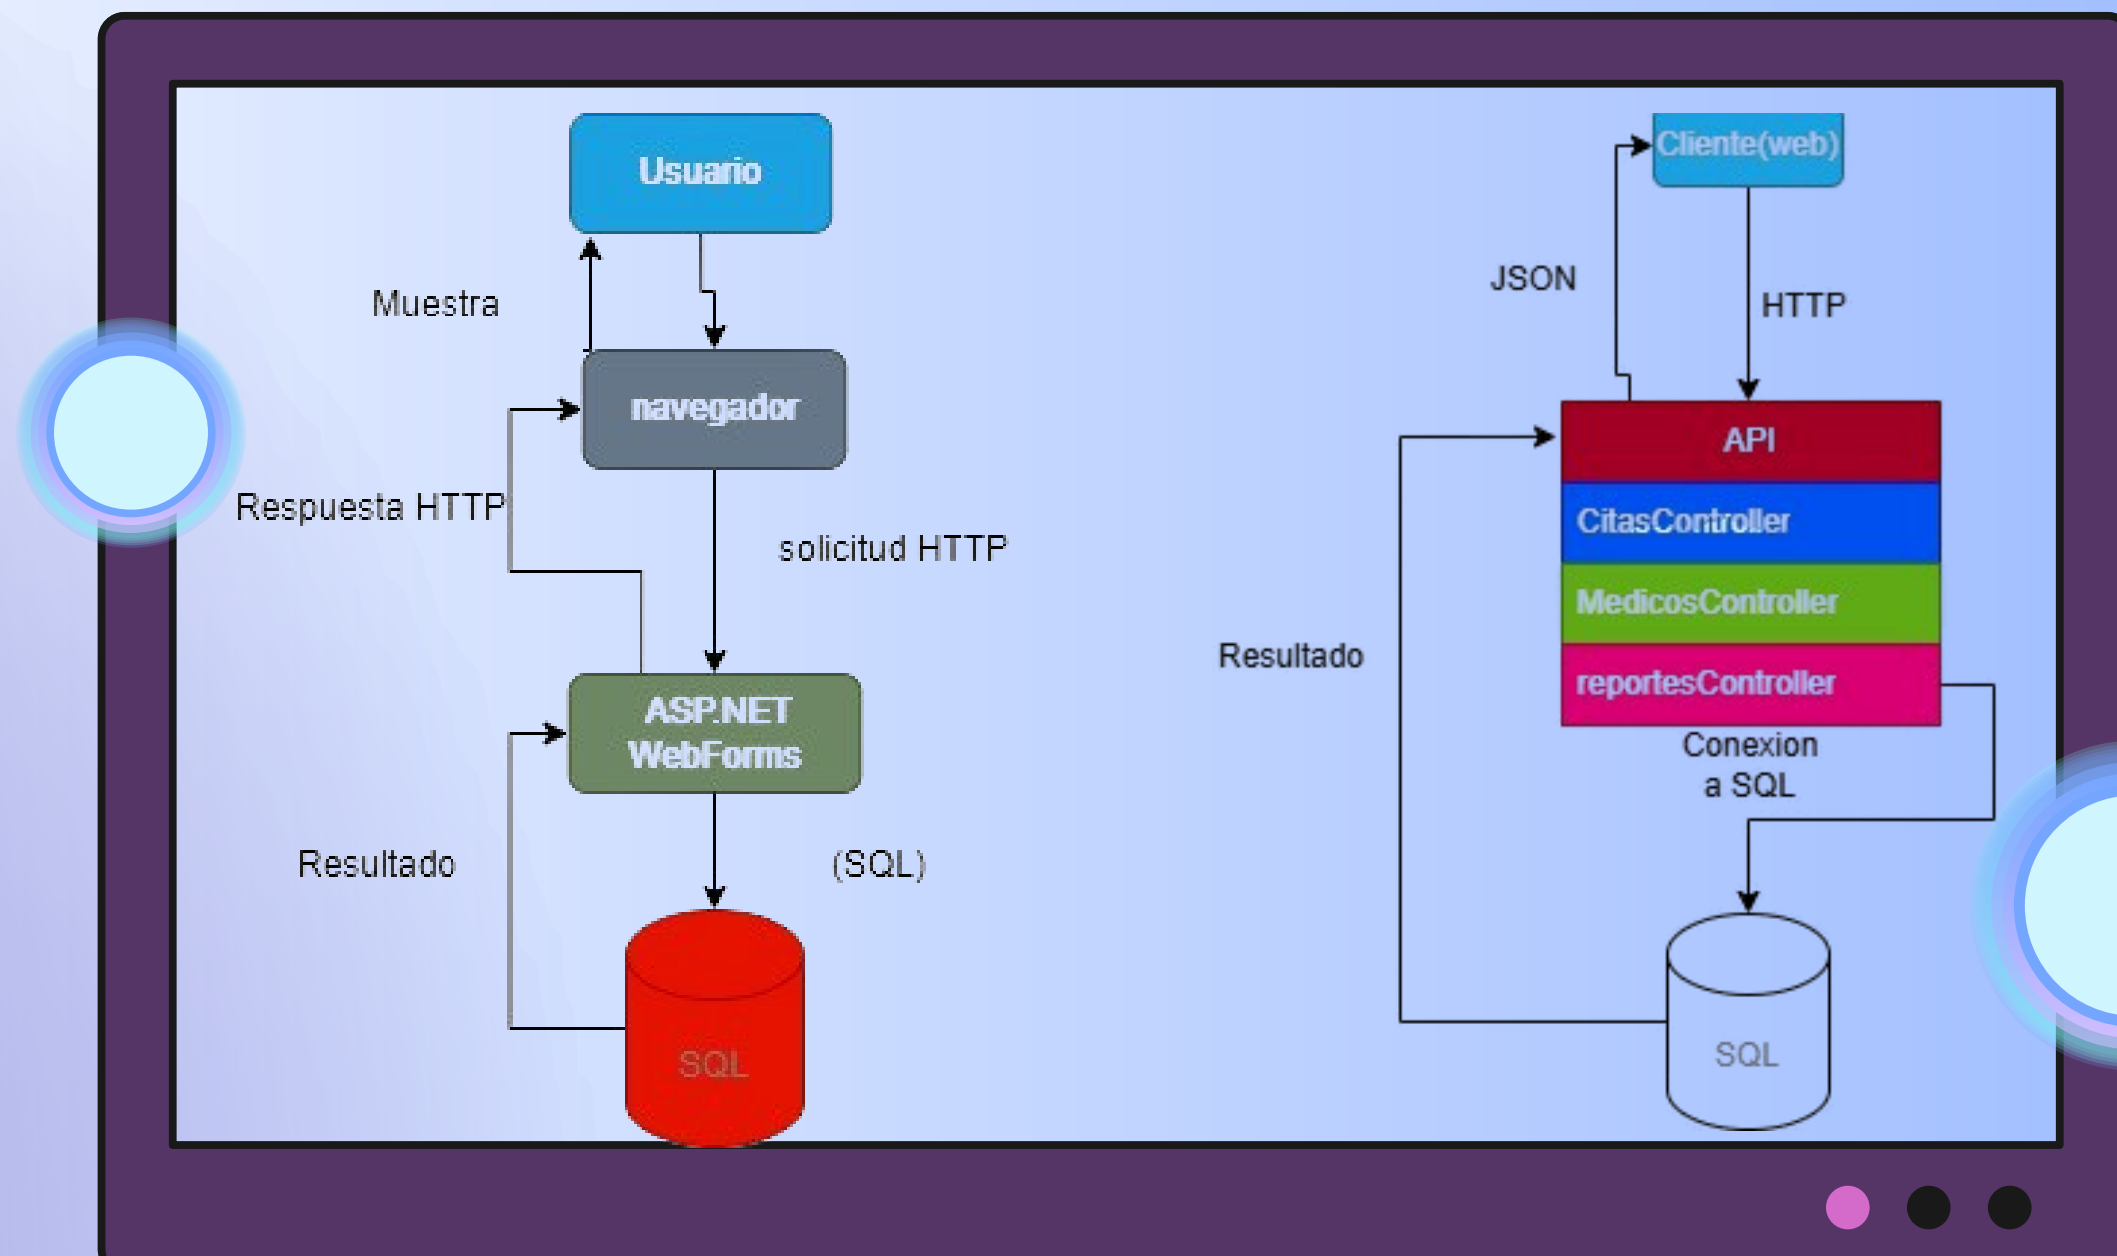 Usuario
Muestra
navegador
Respuesta HTTP
solicitud HTTP
ASP.NET
WebForms
Resultado
(SQL)
SQL
Cliente(web)
JSON
HTTP
API
CitasController
MedicosController
reportesController
Resultado
Conexion
a SQL
SQL